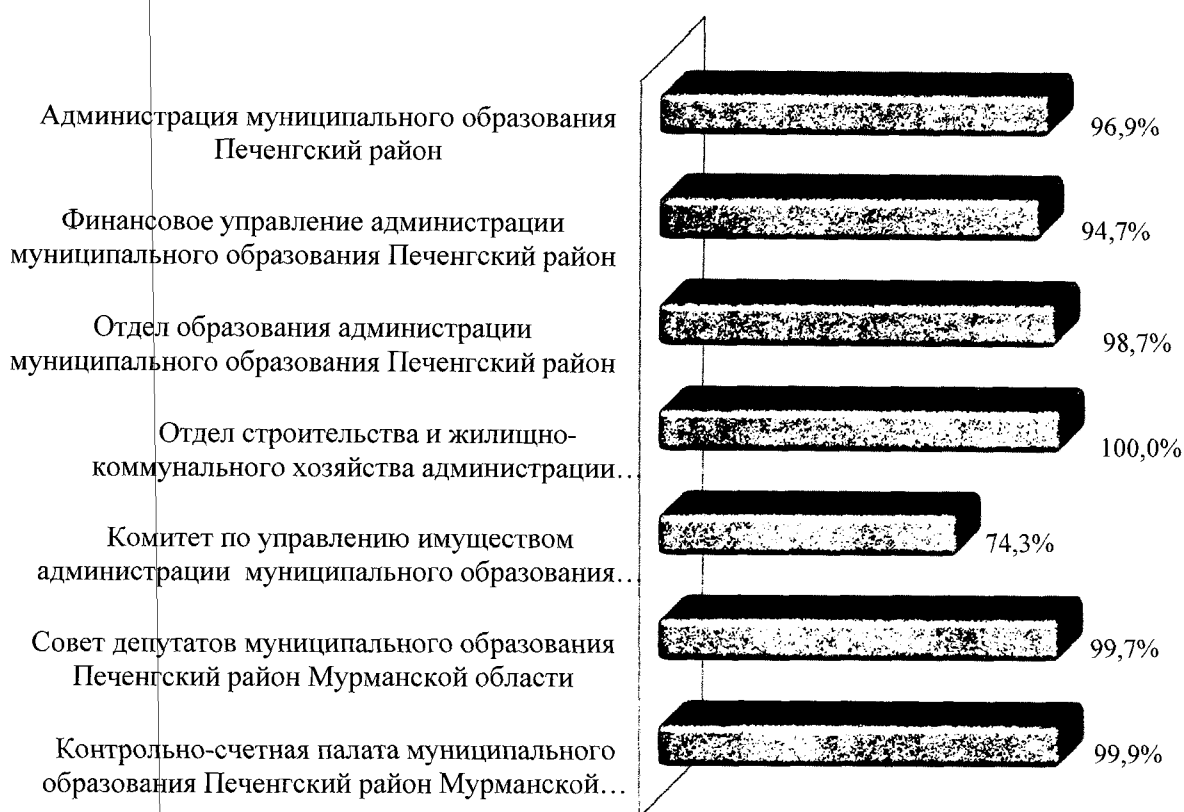 Администрация муниципального образования
Печенгский район
96,9%
Финансовое управление администрации
муниципального образования Печенгский район
94,7%
Отдел образования администрации
муниципального образования Печенгский район
98,7%
Отдел строительства и жилищно-
коммунального хозяйства администрации…
100,0%
Комитет по управлению имуществом
администрации муниципального образования…
74,3%
Совет депутатов муниципального образования
Печенгский район Мурманской области
99,7%
Контрольно-счетная палата муниципального
образования Печенгский район Мурманской…
99,9%